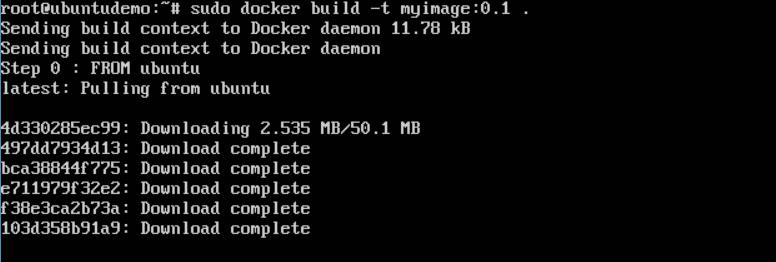 root@ubuntudemo:~# sudo docker build -t myimage:0.1 .
Sending build context to Docker daemon 11.78 kB
Sending build context to Docker daemon
Step 0 : FROM ubuntu
latest: Pulling from ubuntu
4d330285ec99: Downloading 2.535 MB/50.1 MB
497dd7934d13: Download complete
bca38844f775: Download complete
e711979f32e2: Download complete
f38e3ca2b73a: Download complete
103d358b91a9: Download complete